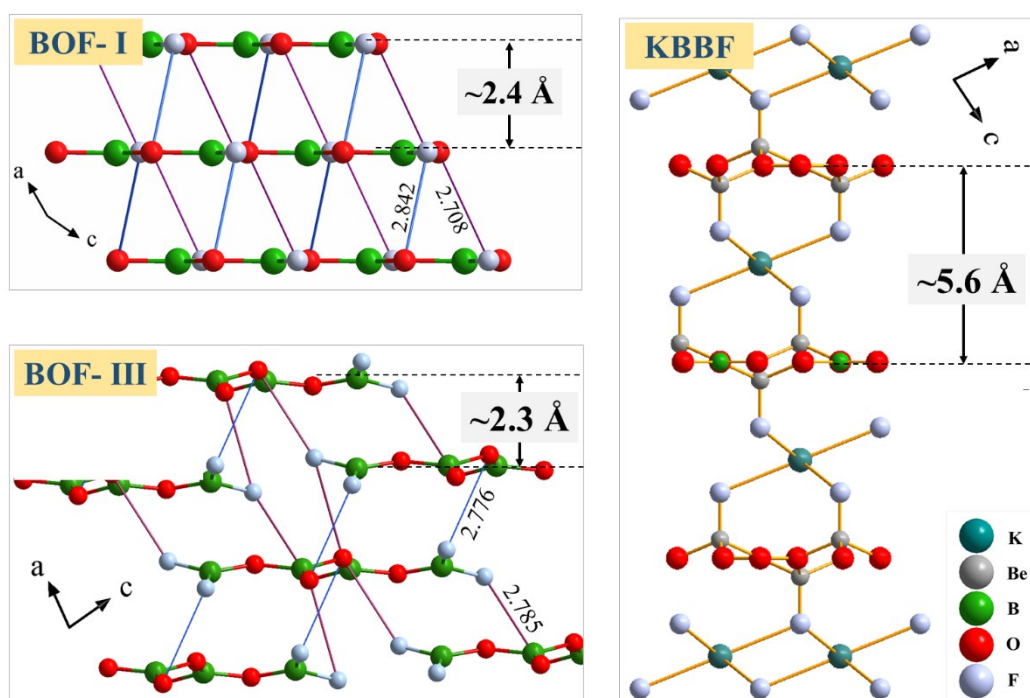 BOF- I
~2.4 Å
a
c
2.842
2.708
BOF- III
~2.3 Å
2.776
a
c
2.785
KBBF
a
c
~5.6 Å
K
Be
B
O
F